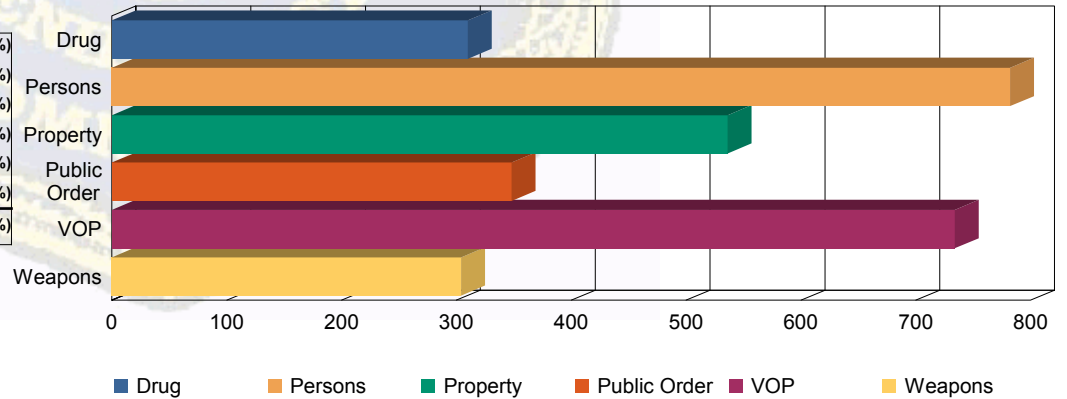 %)
%)
%)
%)
%)
%)
%)
Drug
Persons
Property
Public
Order
VOP
Weapons
0 100 200 300 400 500 600 700 800
Drug Persons Property Public Order VOP Weapons